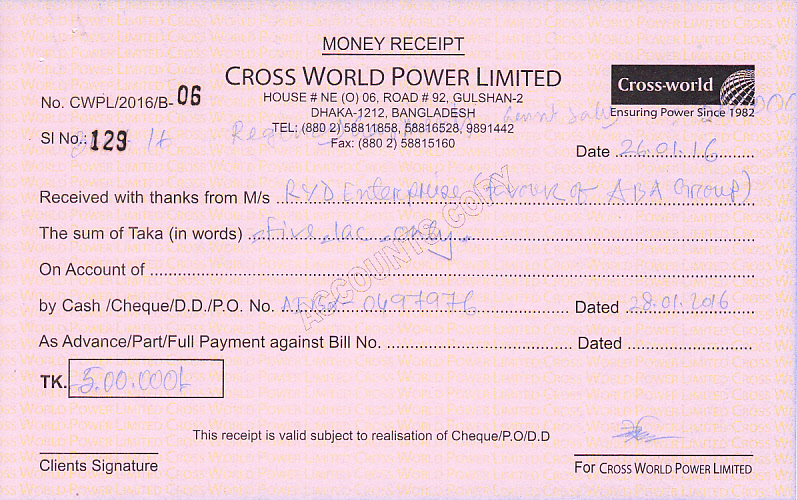 MONEY RECEIPT
CROSS WORLD POWER LIMITED
HOUSE # NE (O) 06, ROAD # 92, GULSHAN-2
DHAKA-1212, BANGLADESH
TEL: (880 2) 58811858, 58816528, 9891442
Fax: (880 2) 58815160
Cross-world
Ensuring Power Since 1982
No. CWPL/2016/B- 06
Sl No.: 129
Date 26.01.16
Received with thanks from M/s RYD Enterprise (favour of ABA Group)
The sum of Taka (in words) Five lac only
On Account of
by Cash /Cheque/D.D./P.O. No. 0497976 Dated 28.01.2016
As Advance/Part/Full Payment against Bill No. Dated
TK. 5,00,000/-
ACCOUNTS COPY
This receipt is valid subject to realisation of Cheque/P.O/D.D
Clients Signature
For CROSS WORLD POWER LIMITED